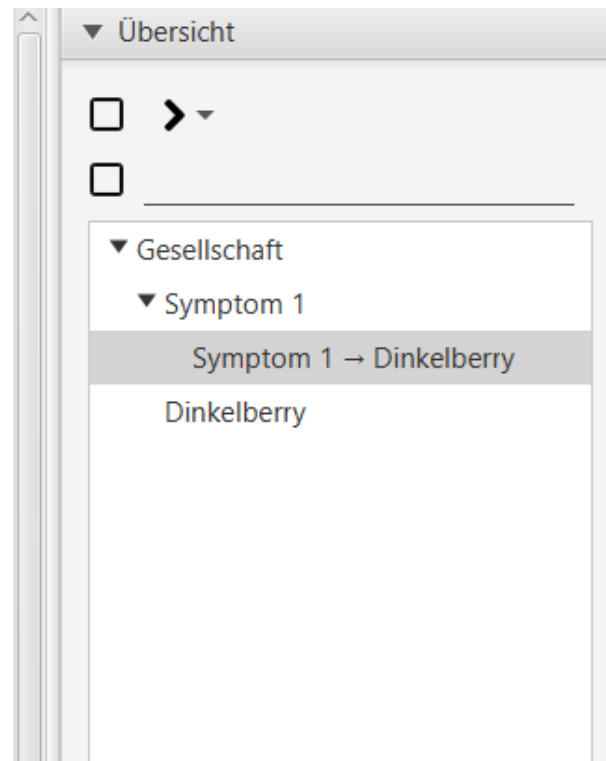 Übersicht
Gesellschaft
Symptom 1
Symptom 1 → Dinkelberry
Dinkelberry